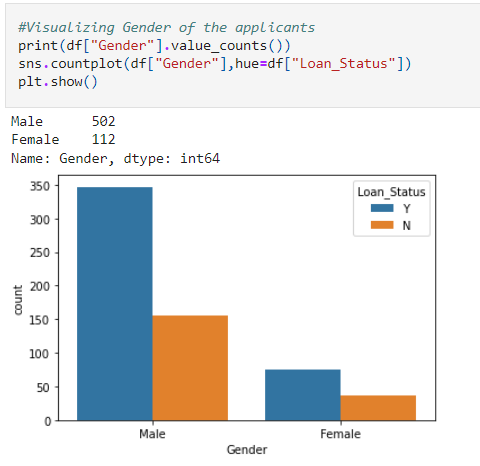 #Visualizing Gender of the applicants
print(df["Gender"].value_counts())
sns.countplot(df["Gender"],hue=df["Loan_Status"])
plt.show()
Male 502
Female 112
Name: Gender, dtype: int64
Loan_Status
Y
N
350
300
250
200
150
100
50
0
count
Male Female
Gender